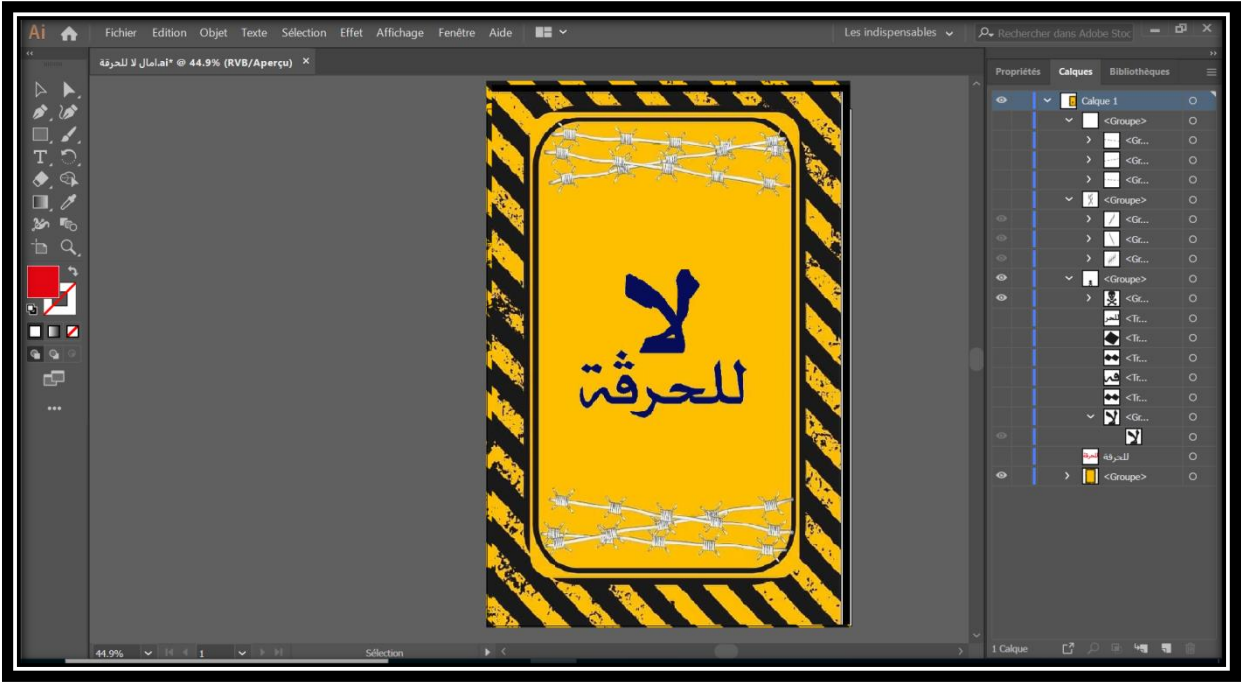 Ai Fichier Edition Objet Texte Sélection Effet Affichage Fenêtre Aide Les indispensables Rechercher dans Adobe Stoc
امال لا للحرقة.ai* @ 44.9% (RVB/Aperçu) ×
Propriétés Calques Bibliothèques
Calque 1
<Groupe>
<Gr...
<Gr...
<Gr...
<Groupe>
<Gr...
<Gr...
<Gr...
<Groupe>
<Gr...
<Tr...
<Tr...
<Tr...
<Tr...
<Tr...
<Gr...
للحرقة
<Groupe>
لا
للحرڤة
44.9% 1 Sélection
1 Calque